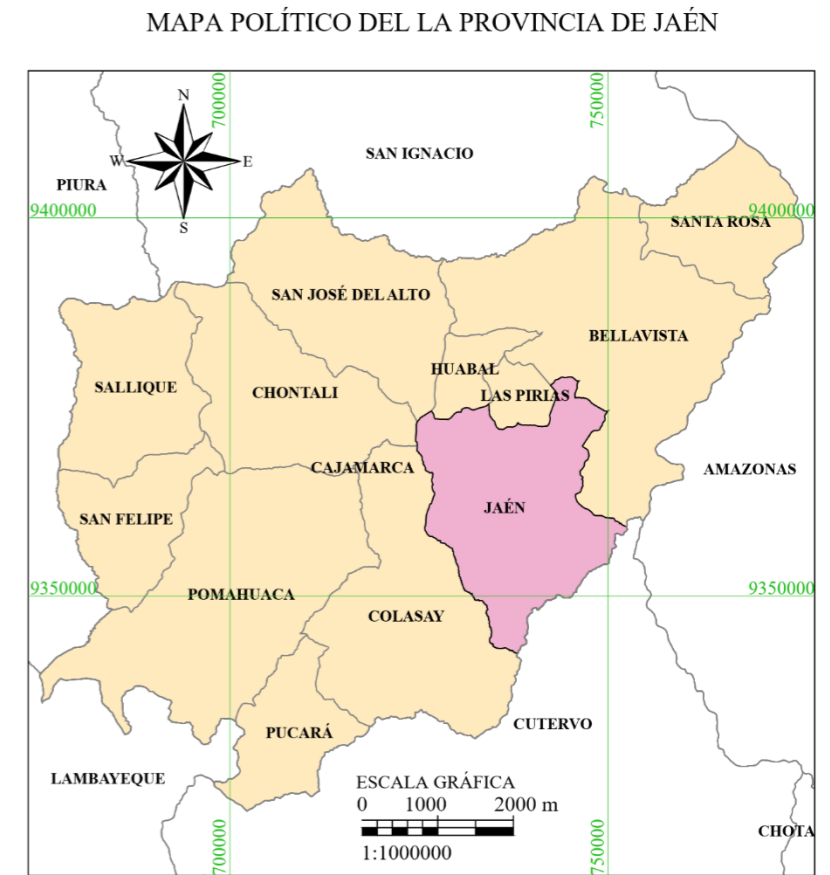 MAPA POLÍTICO DEL LA PROVINCIA DE JAÉN
700000
750000
N
W
E
S
SAN IGNACIO
PIURA
9400000
9400000
SANTA ROSA
SAN JOSÉ DEL ALTO
BELLAVISTA
HUABAL
SALLIQUE
CHONTALI
LAS PIRIAS
CAJAMARCA
AMAZONAS
JAÉN
SAN FELIPE
9350000
9350000
POMAHUACA
COLASAY
CUTERVO
PUCARÁ
LAMBAYEQUE
ESCALA GRÁFICA
0 1000 2000 m
1:1000000
CHOTA
700000
750000